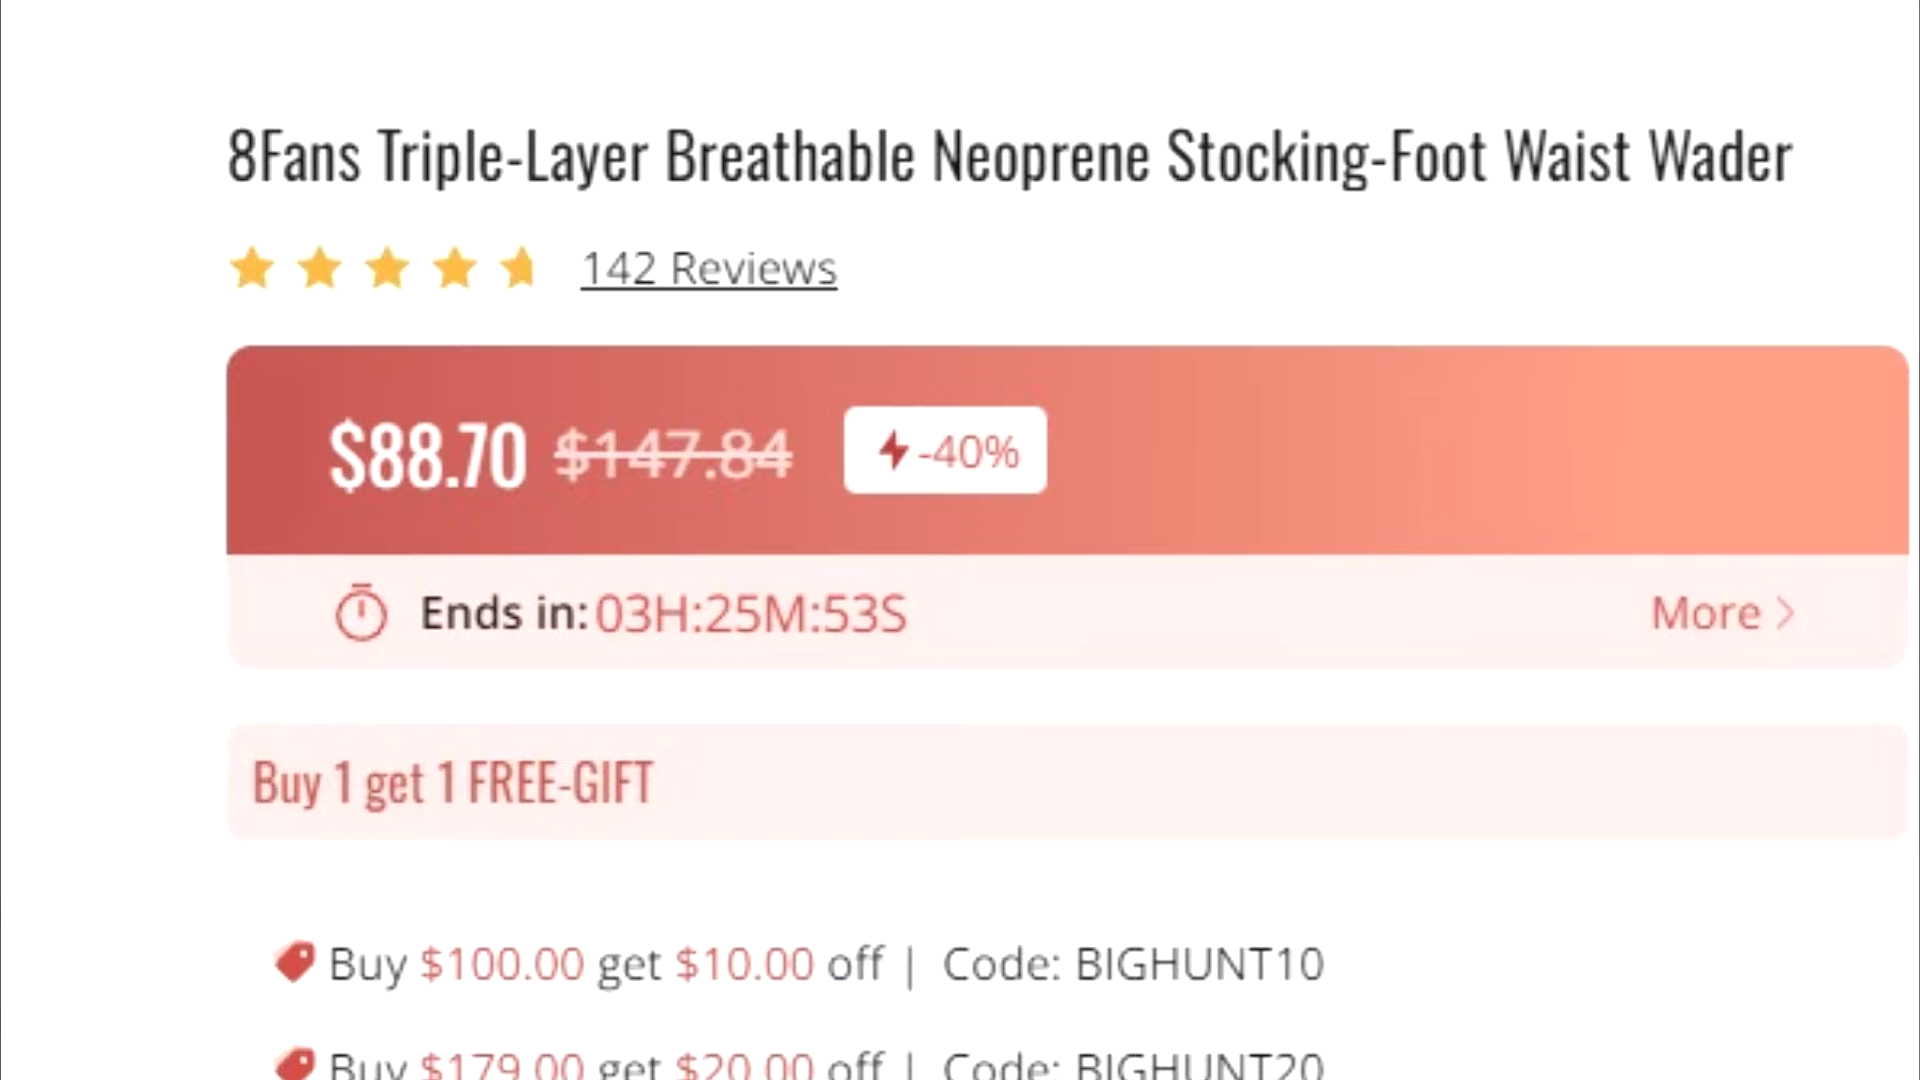 8Fans Triple-Layer Breathable Neoprene Stocking-Foot Waist Wader
142 Reviews
$88.70 $147.84 -40%
Ends in: 03H:25M:53S More
Buy 1 get 1 FREE-GIFT
Buy $100.00 get $10.00 off | Code: BIGHUNT10
Buy $179.00 get $20.00 off | Code: BIGHUNT20